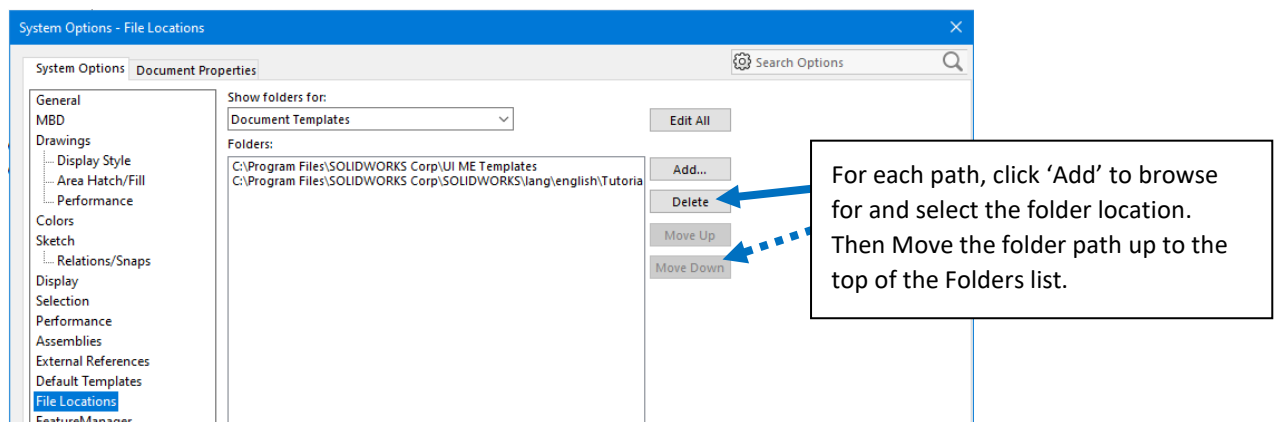 System Options - File Locations
System Options Document Properties
Search Options
General
MBD
Drawings
Display Style
Area Hatch/Fill
Performance
Colors
Sketch
Relations/Snaps
Display
Selection
Performance
Assemblies
External References
Default Templates
File Locations
FeatureManager
Show folders for:
Document Templates
Edit All
Folders:
C:\Program Files\SOLIDWORKS Corp\UI ME Templates
C:\Program Files\SOLIDWORKS Corp\SOLIDWORKS\lang\english\Tutoria
Add...
Delete
Move Up
Move Down
For each path, click ‘Add’ to browse
for and select the folder location.
Then Move the folder path up to the
top of the Folders list.